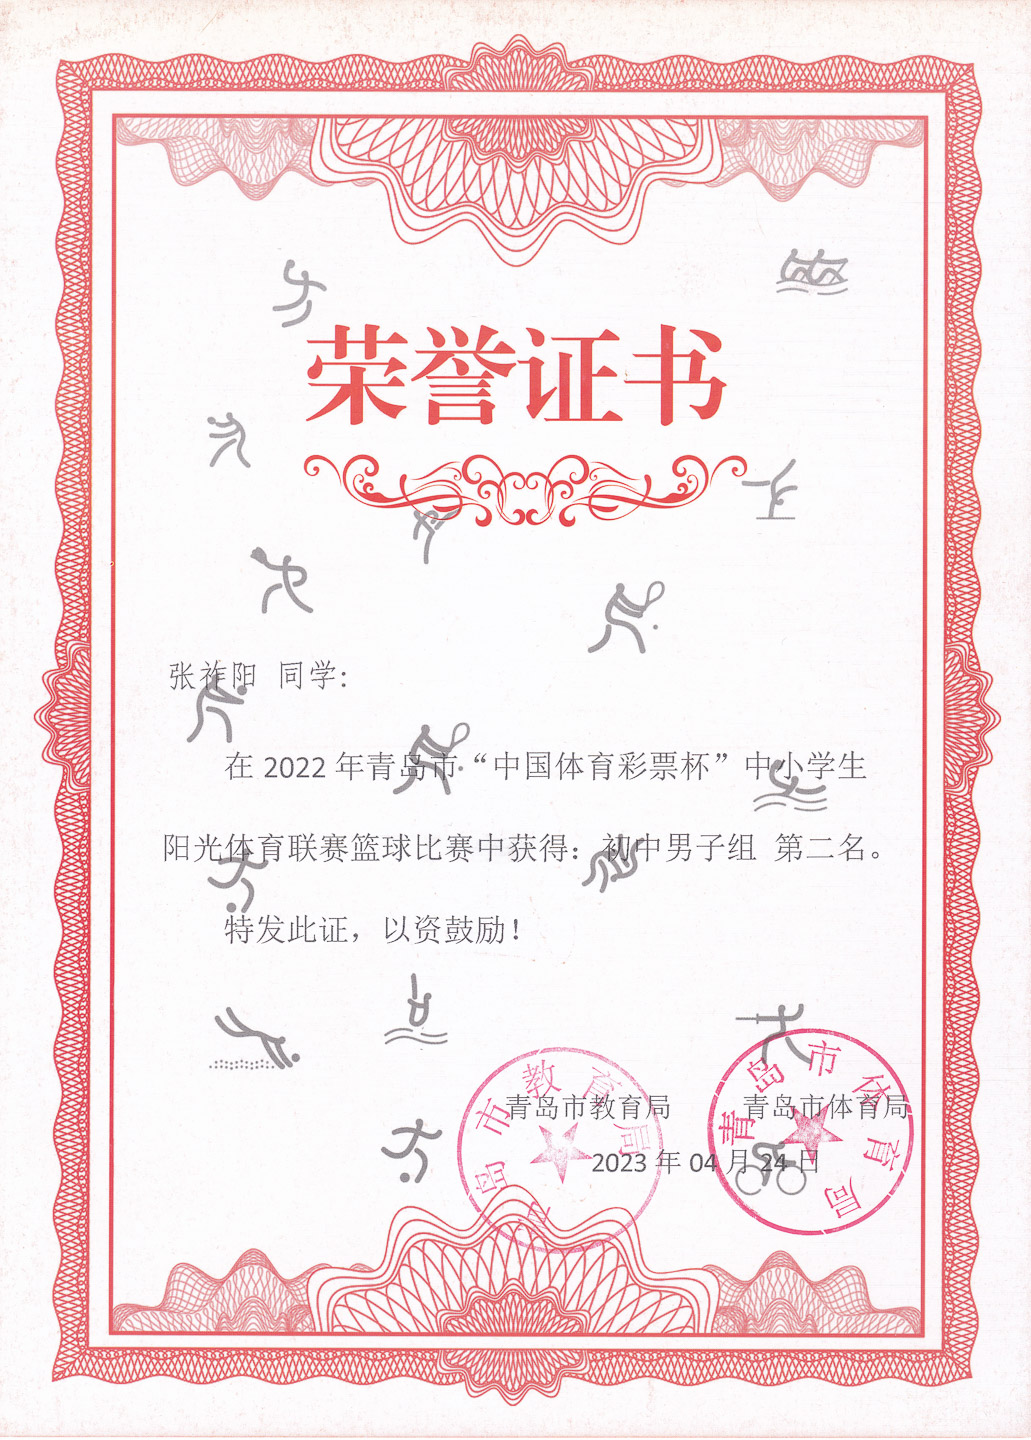 荣誉证书
张祚阳 同学:
在 2022 年青岛市“中国体育彩票杯”中小学生
阳光体育联赛篮球比赛中获得：初中男子组 第二名。
特发此证，以资鼓励！
青岛市教育局 青岛市体育局
2023 年 04 月 24 日
岛市教育局
青岛市体育局